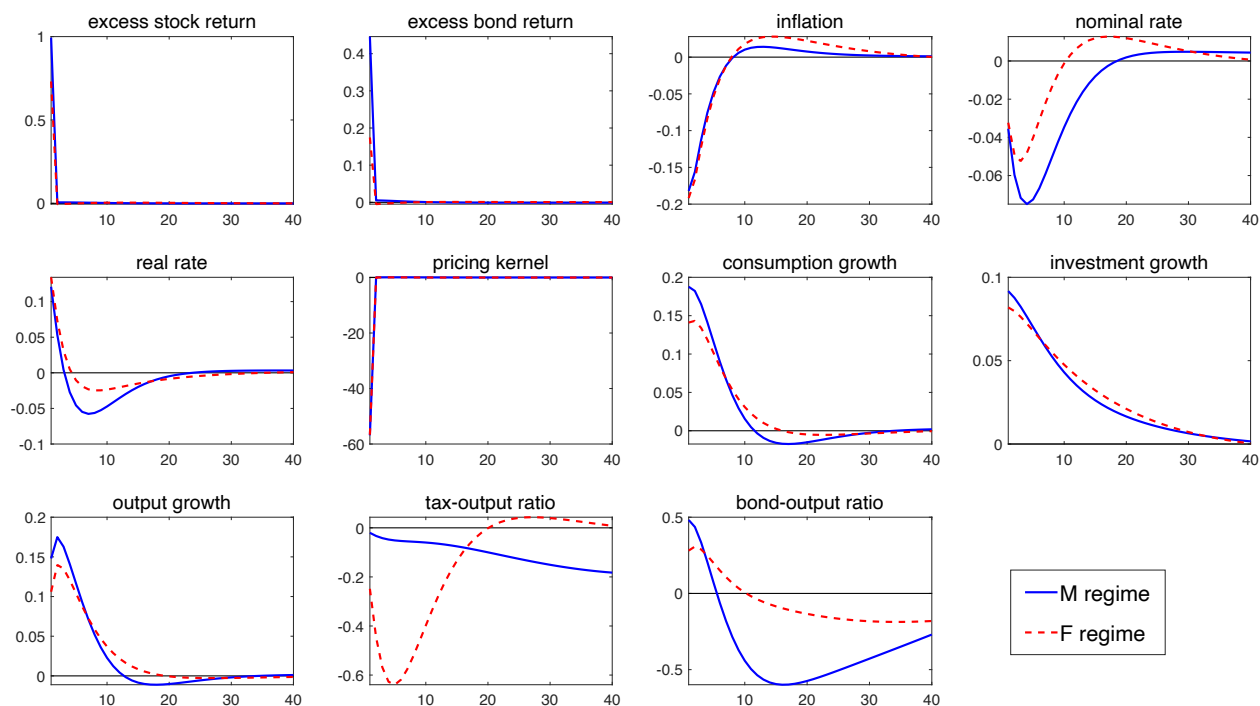 excess stock return
1
0.5
0
10 20 30 40
excess bond return
0.4
0.3
0.2
0.1
0
10 20 30 40
inflation
0
-0.05
-0.1
-0.15
-0.2
10 20 30 40
nominal rate
0
-0.02
-0.04
-0.06
10 20 30 40
real rate
0.1
0.05
0
-0.05
-0.1
10 20 30 40
pricing kernel
0
-20
-40
-60
10 20 30 40
consumption growth
0.2
0.15
0.1
0.05
0
10 20 30 40
investment growth
0.1
0.05
0
10 20 30 40
output growth
0.2
0.15
0.1
0.05
0
10 20 30 40
tax-output ratio
0
-0.2
-0.4
-0.6
10 20 30 40
bond-output ratio
0.5
0
-0.5
10 20 30 40
M regime
F regime